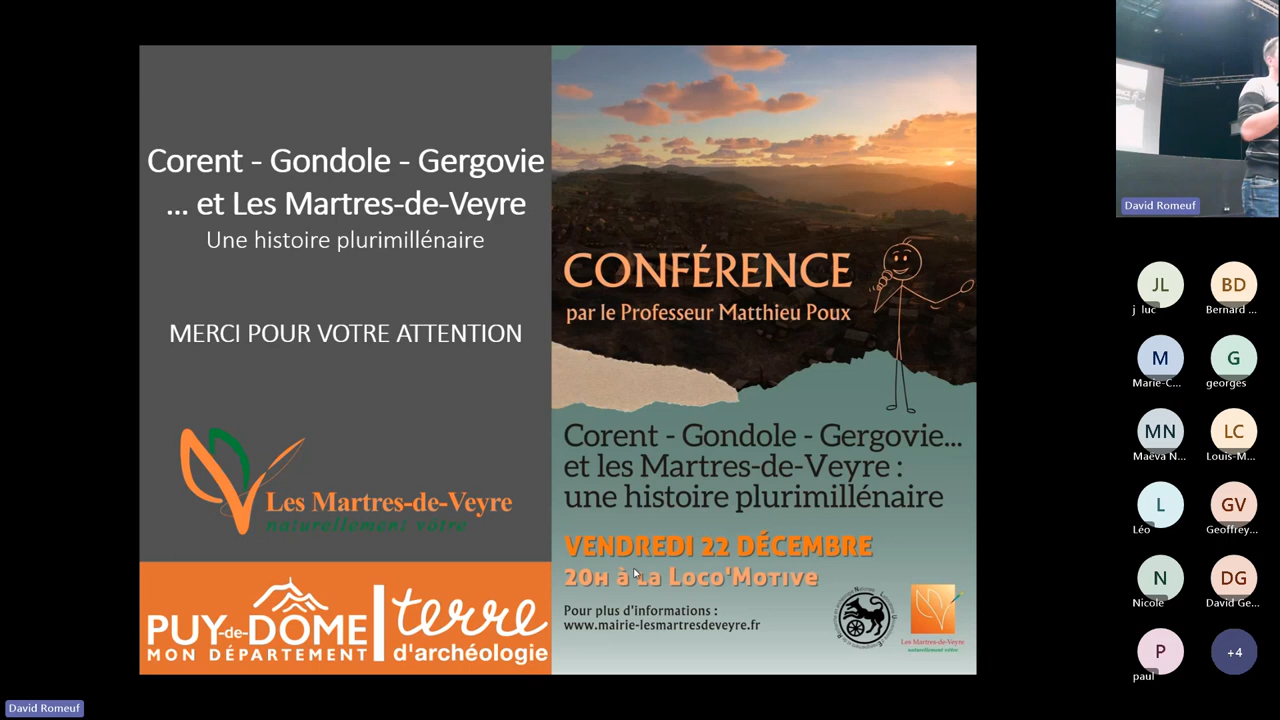 Corent - Gondole - Gergovie
... et Les Martres-de-Veyre
Une histoire plurimillénaire
MERCI POUR VOTRE ATTENTION
Les Martres-de-Veyre
naturellement vôtre
PUY-de-DÔME
MON DÉPARTEMENT
terre
d'archéologie
CONFÉRENCE
par le Professeur Matthieu Poux
Corent - Gondole - Gergovie...
et les Martres-de-Veyre :
une histoire plurimillénaire
VENDREDI 22 DÉCEMBRE
20H à La Loco'Motive
Pour plus d'informations :
www.mairie-lesmartresdeveyre.fr
Les Martres-de-Veyre
naturellement vôtre
David Romeuf
JL
j luc
BD
Bernard ...
M
Marie-C...
G
georges
MN
Maëva N...
LC
Louis-M...
L
Léo
GV
Geoffrey...
N
Nicole
DG
David Ge...
P
paul
+4
David Romeuf